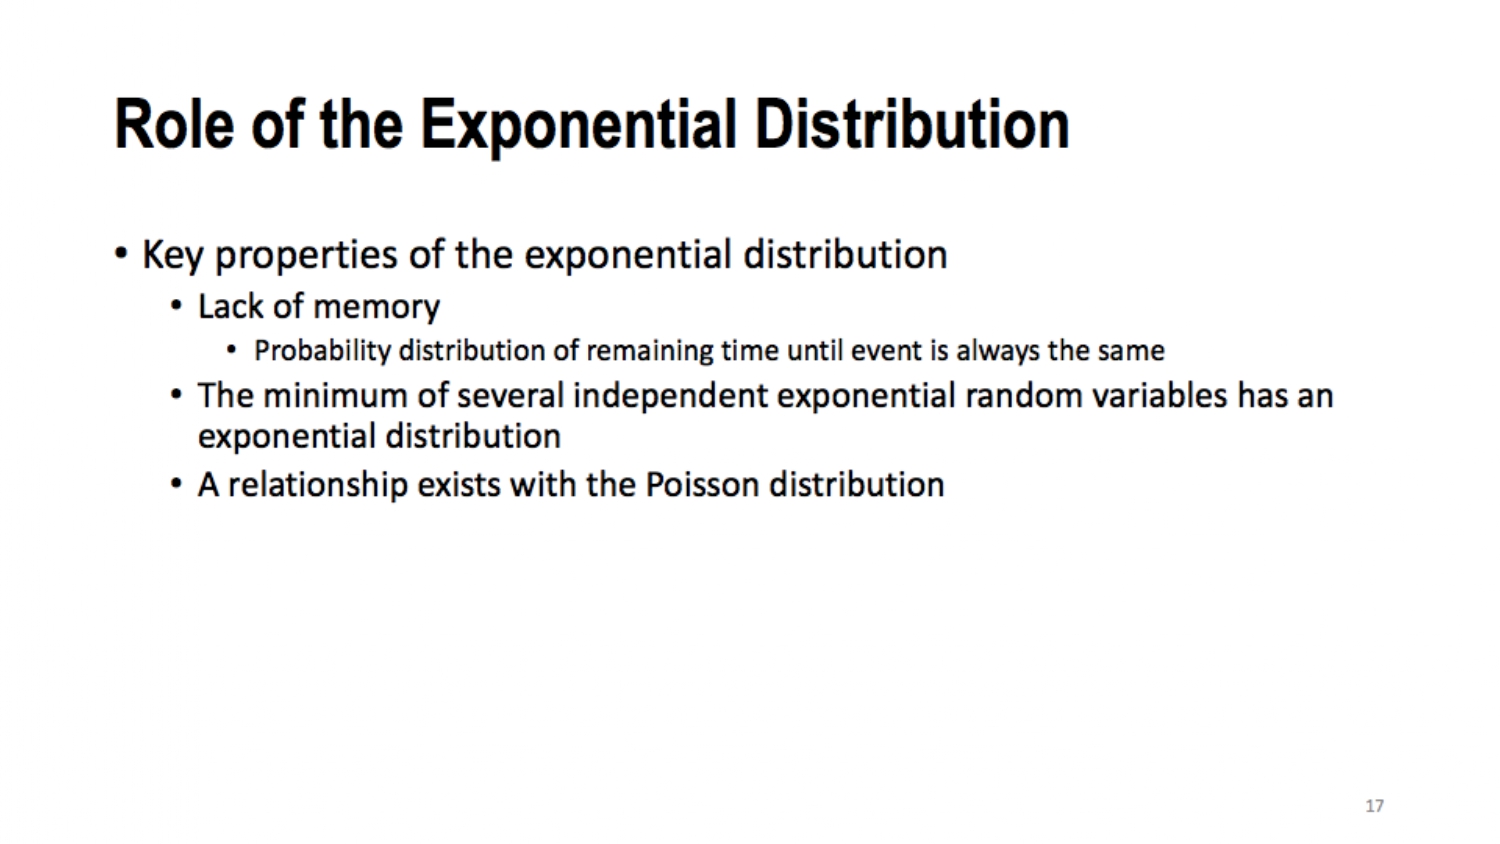 Role of the Exponential Distribution
• Key properties of the exponential distribution
• Lack of memory
• Probability distribution of remaining time until event is always the same
• The minimum of several independent exponential random variables has an
exponential distribution
• A relationship exists with the Poisson distribution
17